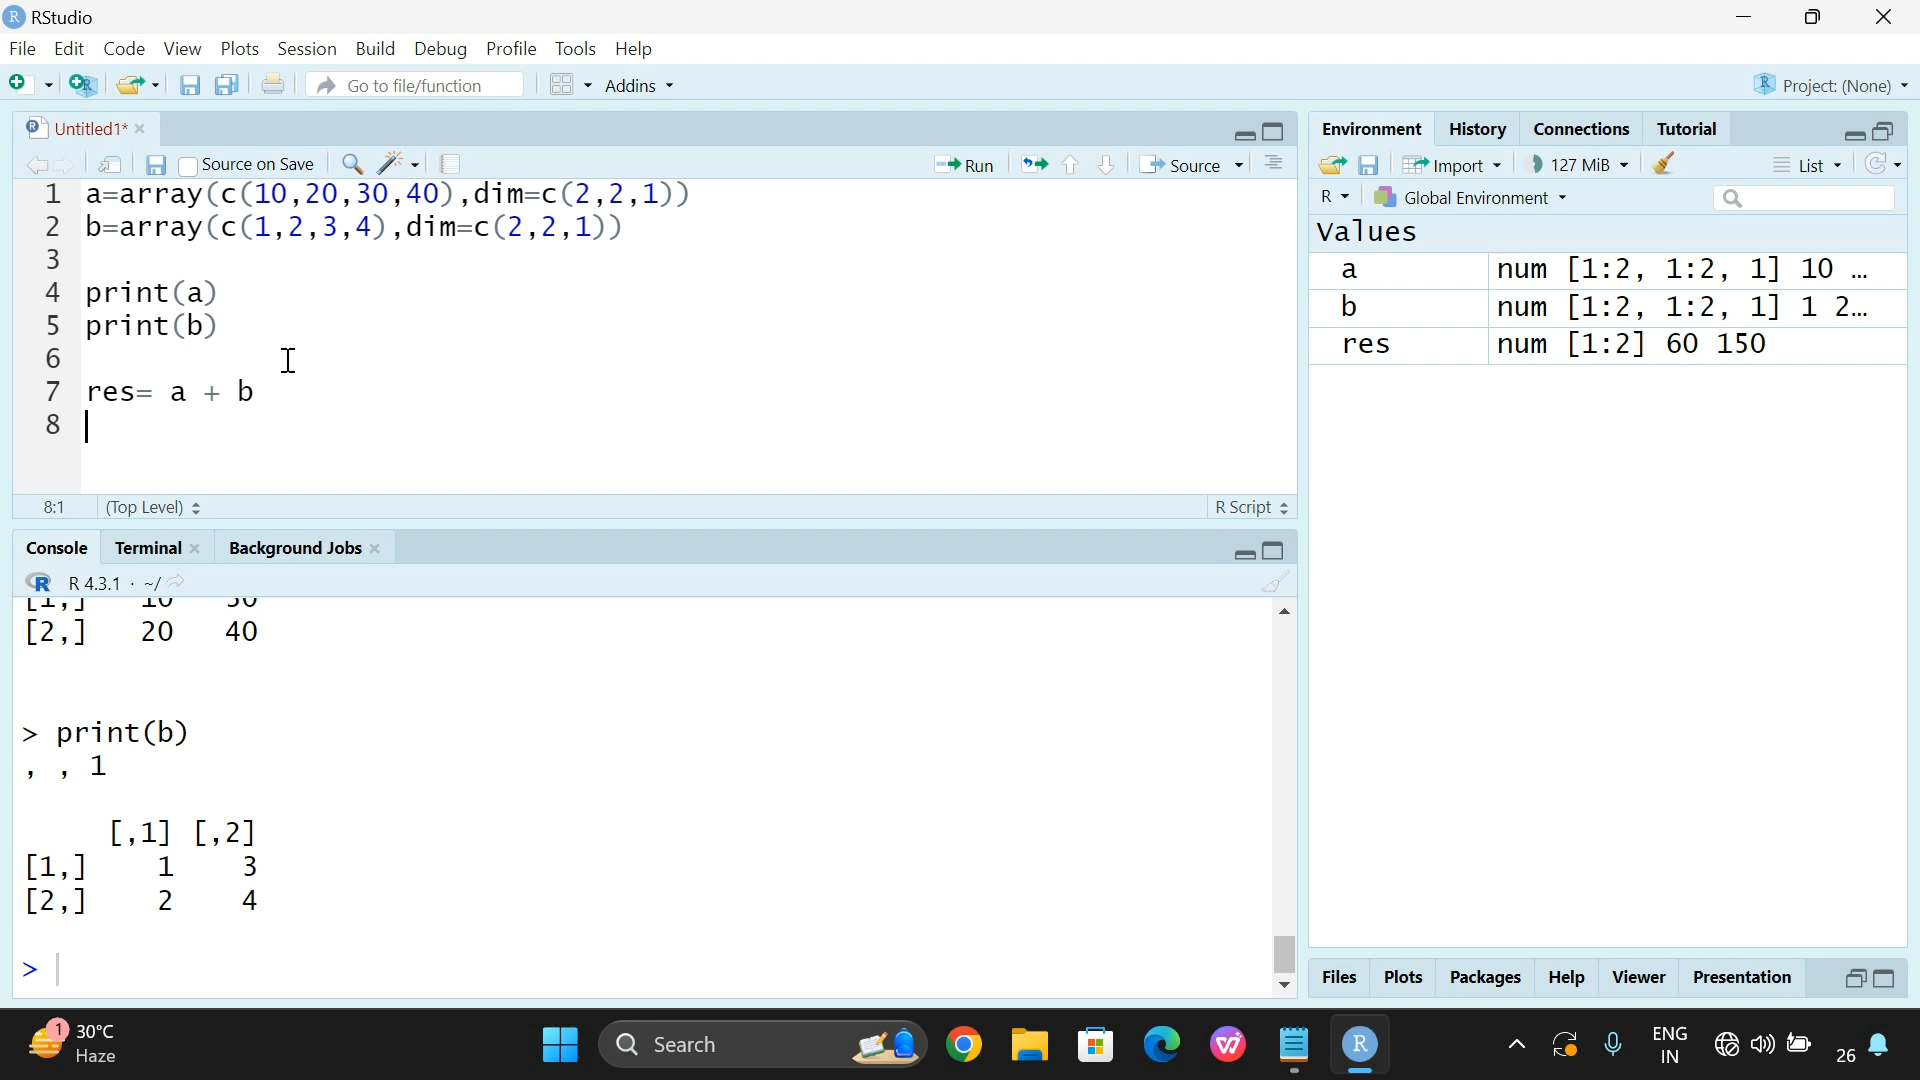 RStudio
File Edit Code View Plots Session Build Debug Profile Tools Help
Go to file/function Addins Project: (None)
Untitled1*
Source on Save Run Source
1 a=array(c(10,20,30,40),dim=c(2,2,1))
2 b=array(c(1,2,3,4),dim=c(2,2,1))
3
4 print(a)
5 print(b)
6
7 res= a + b
8
8:1 (Top Level) R Script
Console Terminal Background Jobs
R R 4.3.1 · ~/
[1,] 10 30
[2,] 20 40
> print(b)
, , 1
[,1] [,2]
[1,] 1 3
[2,] 2 4
>
Environment History Connections Tutorial
Import 127 MiB List
R Global Environment
Values
a num [1:2, 1:2, 1] 10 …
b num [1:2, 1:2, 1] 1 2…
res num [1:2] 60 150
Files Plots Packages Help Viewer Presentation
1 30°C
Haze
Search
ENG
IN
26